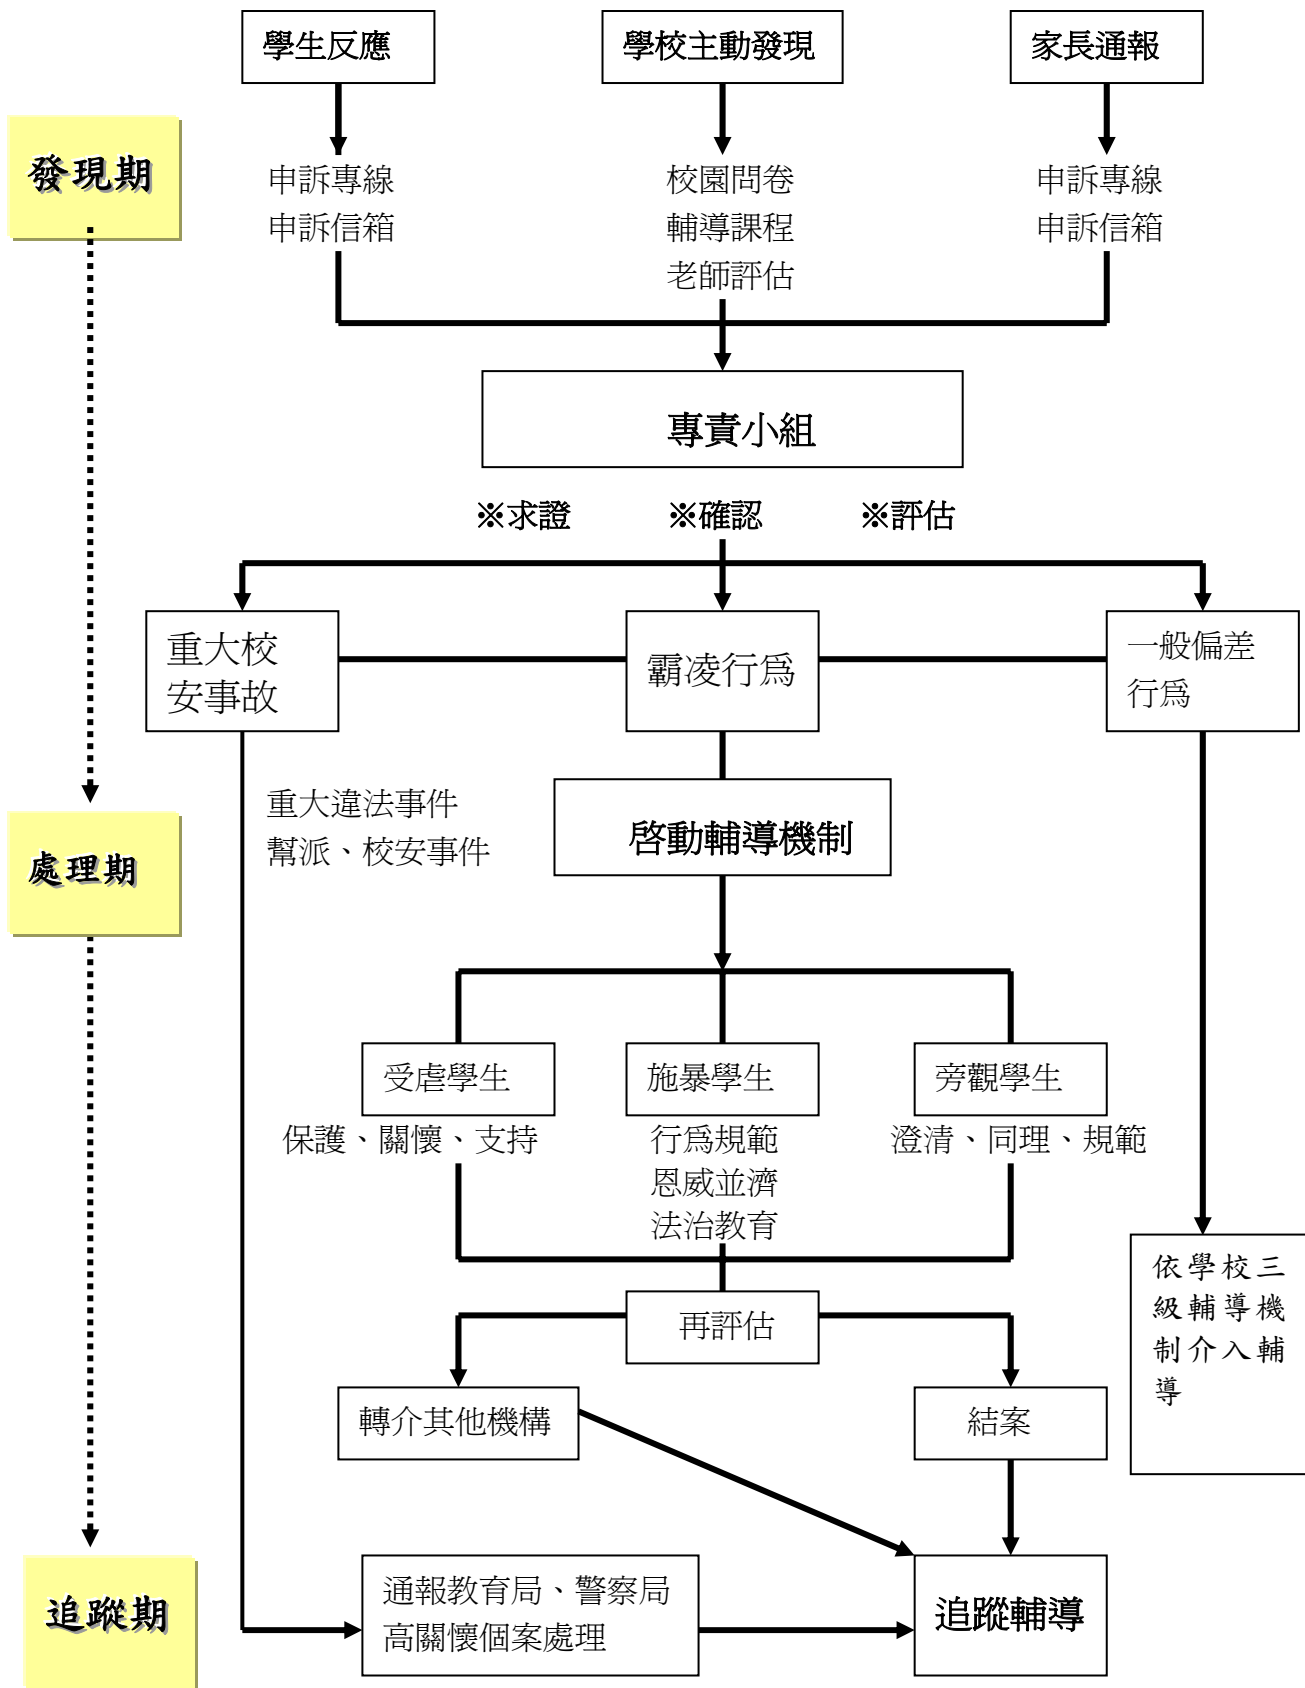 學生反應
學校主動發現
家長通報
發現期
申訴專線
申訴信箱
校園問卷
輔導課程
老師評估
申訴專線
申訴信箱
專責小組
※求證 ※確認 ※評估
重大校
安事故
霸凌行為
一般偏差
行為
重大違法事件
幫派、校安事件
啓動輔導機制
處理期
受虐學生
施暴學生
旁觀學生
保護、關懷、支持
行為規範
恩威並濟
法治教育
澄清、同理、規範
依學校三
級輔導機
制介入輔
導
再評估
轉介其他機構
結案
追蹤期
通報教育局、警察局
高關懷個案處理
追蹤輔導